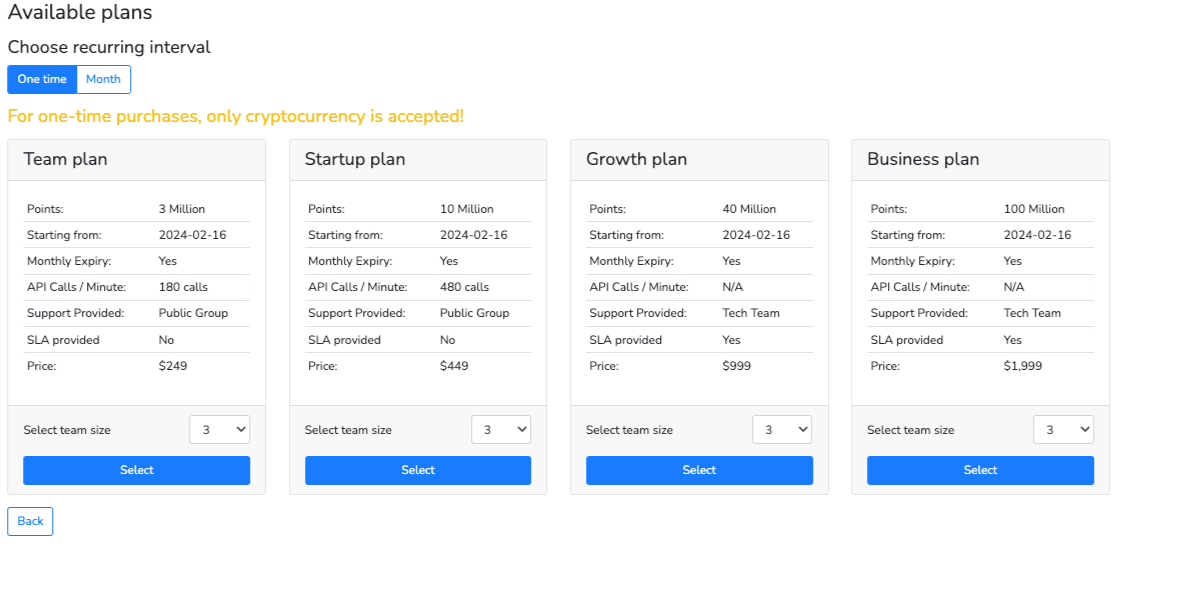 Available plans
Choose recurring interval
One time Month
For one-time purchases, only cryptocurrency is accepted!
Team plan
Points: 3 Million
Starting from: 2024-02-16
Monthly Expiry: Yes
API Calls / Minute: 180 calls
Support Provided: Public Group
SLA provided No
Price: $249
Select team size 3
Select
Startup plan
Points: 10 Million
Starting from: 2024-02-16
Monthly Expiry: Yes
API Calls / Minute: 480 calls
Support Provided: Public Group
SLA provided No
Price: $449
Select team size 3
Select
Growth plan
Points: 40 Million
Starting from: 2024-02-16
Monthly Expiry: Yes
API Calls / Minute: N/A
Support Provided: Tech Team
SLA provided Yes
Price: $999
Select team size 3
Select
Business plan
Points: 100 Million
Starting from: 2024-02-16
Monthly Expiry: Yes
API Calls / Minute: N/A
Support Provided: Tech Team
SLA provided Yes
Price: $1,999
Select team size 3
Select
Back